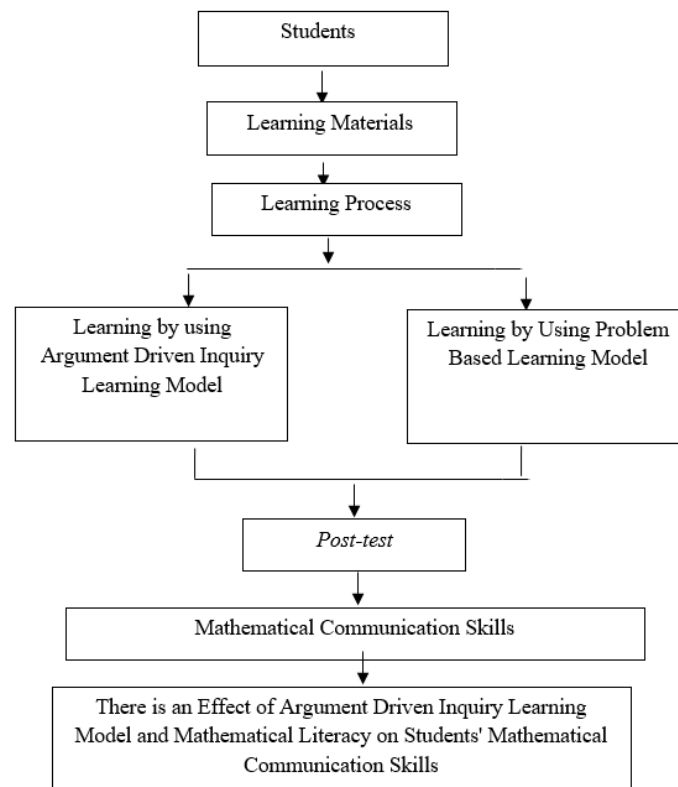 Students
Learning Materials
Learning Process
Learning by using
Argument Driven Inquiry
Learning Model
Learning by Using Problem
Based Learning Model
Post-test
Mathematical Communication Skills
There is an Effect of Argument Driven Inquiry Learning
Model and Mathematical Literacy on Students' Mathematical
Communication Skills